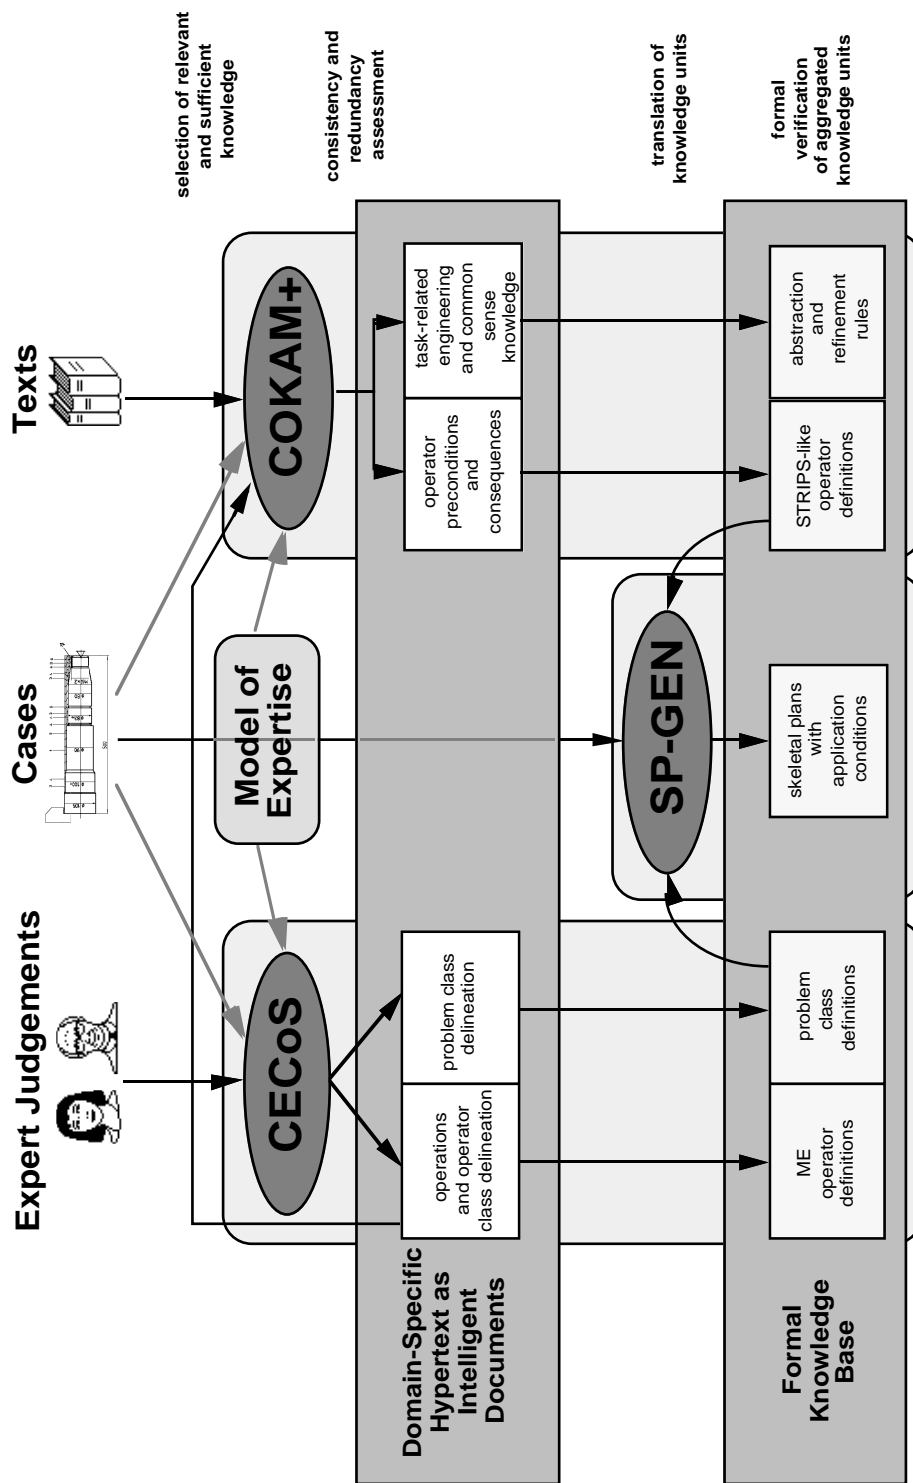 Expert Judgements
Cases
Texts
selection of relevant
and sufficient
knowledge
CECoS
Model of
Expertise
COKAM+
consistency and
redundancy
assessment
Domain-Specific
Hypertext as
Intelligent
Documents
operations
and operator
class delineation
problem class
delineation
operator
preconditions
and
consequences
task-related
engineering
and common
sense
knowledge
SP-GEN
translation of
knowledge units
Formal
Knowledge
Base
ME
operator
definitions
problem
class
definitions
skeletal plans
with
application
conditions
STRIPS-like
operator
definitions
abstraction
and
refinement
rules
formal
verification
of aggregated
knowledge units